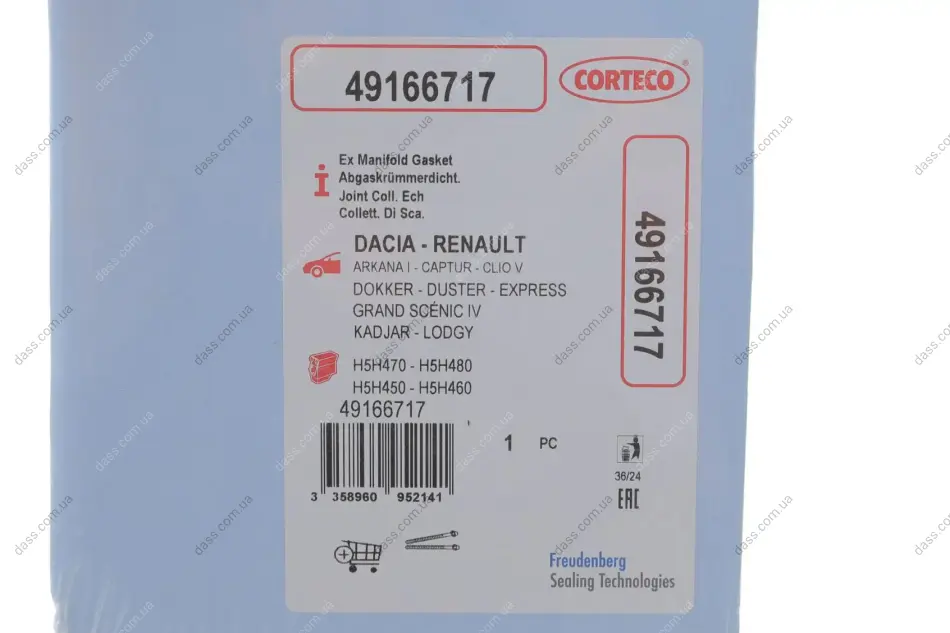 49166717
CORTECO®
Ex Manifold Gasket
Abgaskrümmerdicht.
Joint Coll. Ech
Collett. Di Sca.
49166717
DACIA - RENAULT
ARKANA I - CAPTUR - CLIO V
DOKKER - DUSTER - EXPRESS
GRAND SCÉNIC IV
KADJAR - LODGY
H5H470 - H5H480
H5H450 - H5H460
49166717
1 PC
36/24
EAC
3 358960 952141
Freudenberg
Sealing Technologies
dass.com.ua